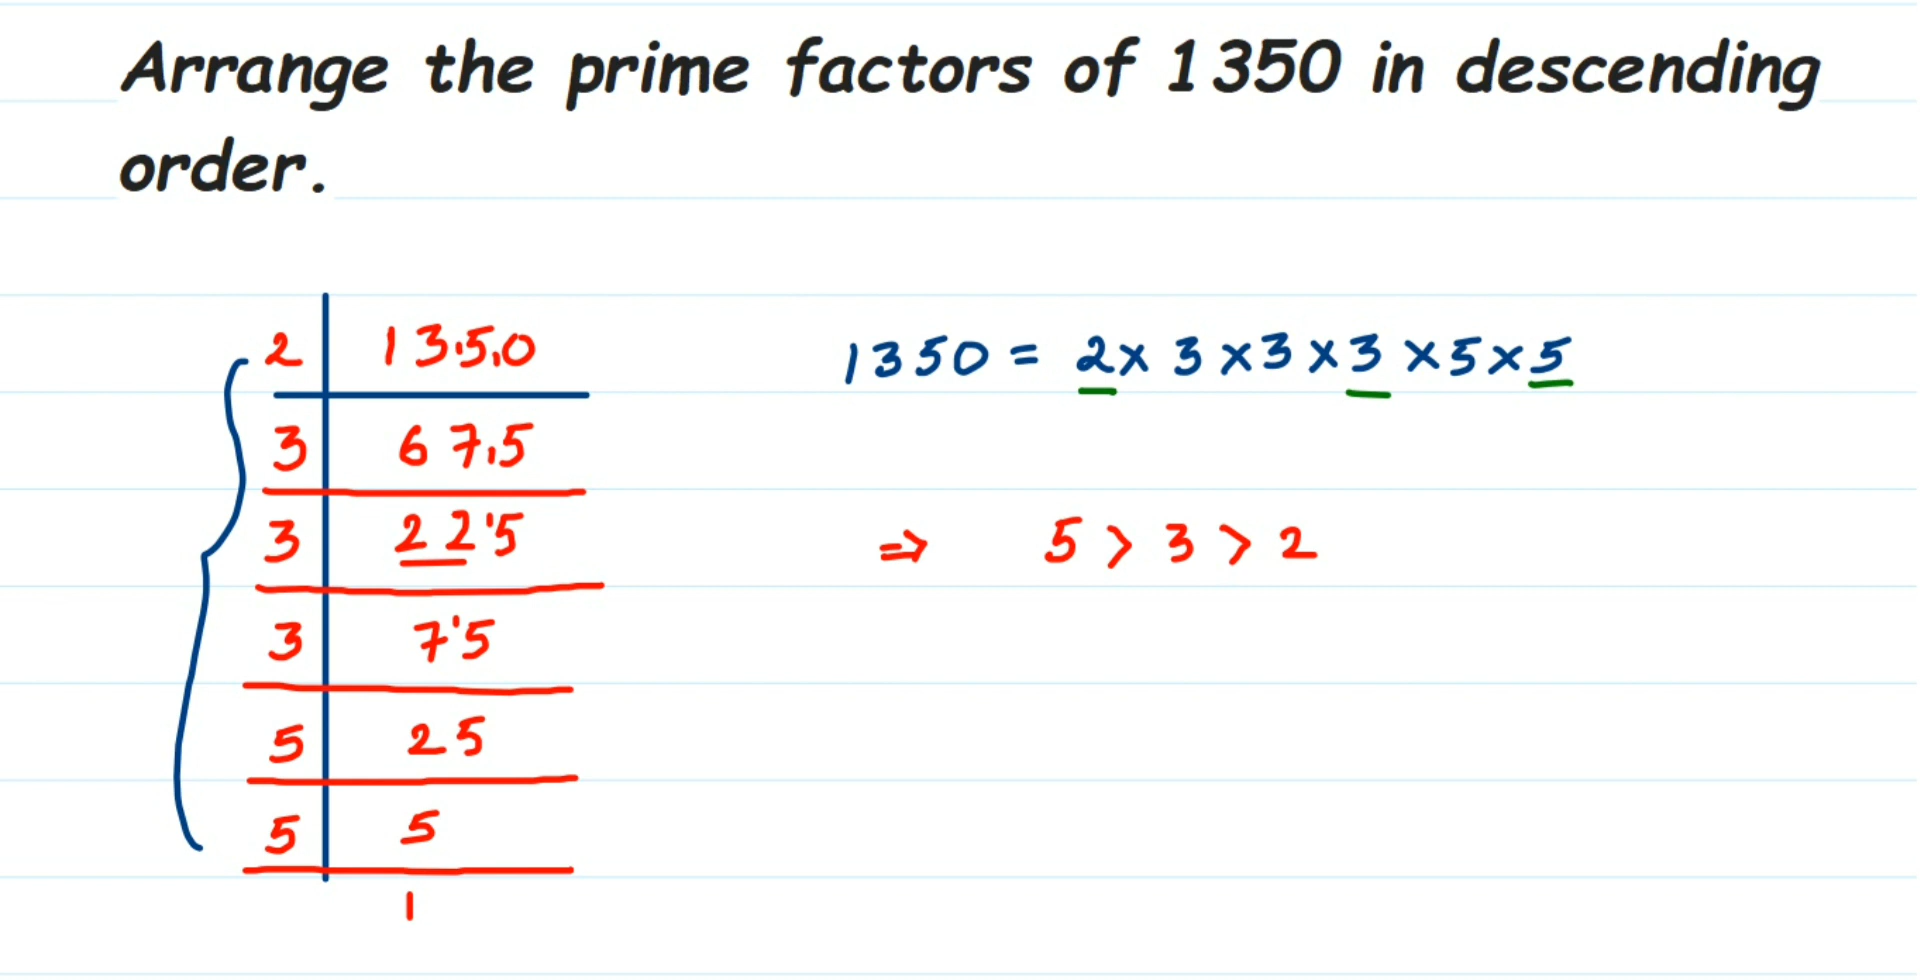 Arrange the prime factors of 1350 in descending
order.
2 | 1350
3 | 675
3 | 225
3 | 75
5 | 25
5 | 5
1
1350 = 2 × 3 × 3 × 3 × 5 × 5
⇒ 5 > 3 > 2